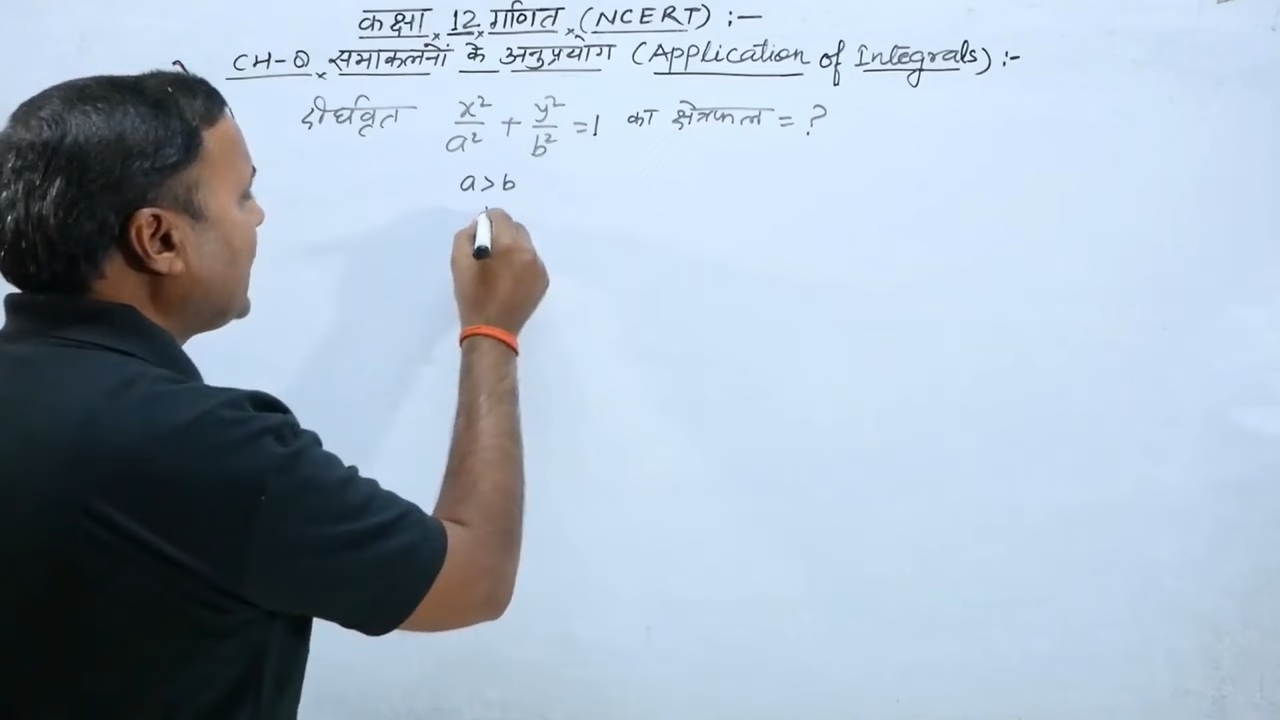 कक्षा 12 गणित (NCERT) :—
CH-8 समाकलनों के अनुप्रयोग (Application of Integrals) :-
दीर्घवृत x²/a² + y²/b² = 1 का क्षेत्रफल = ?
a > b